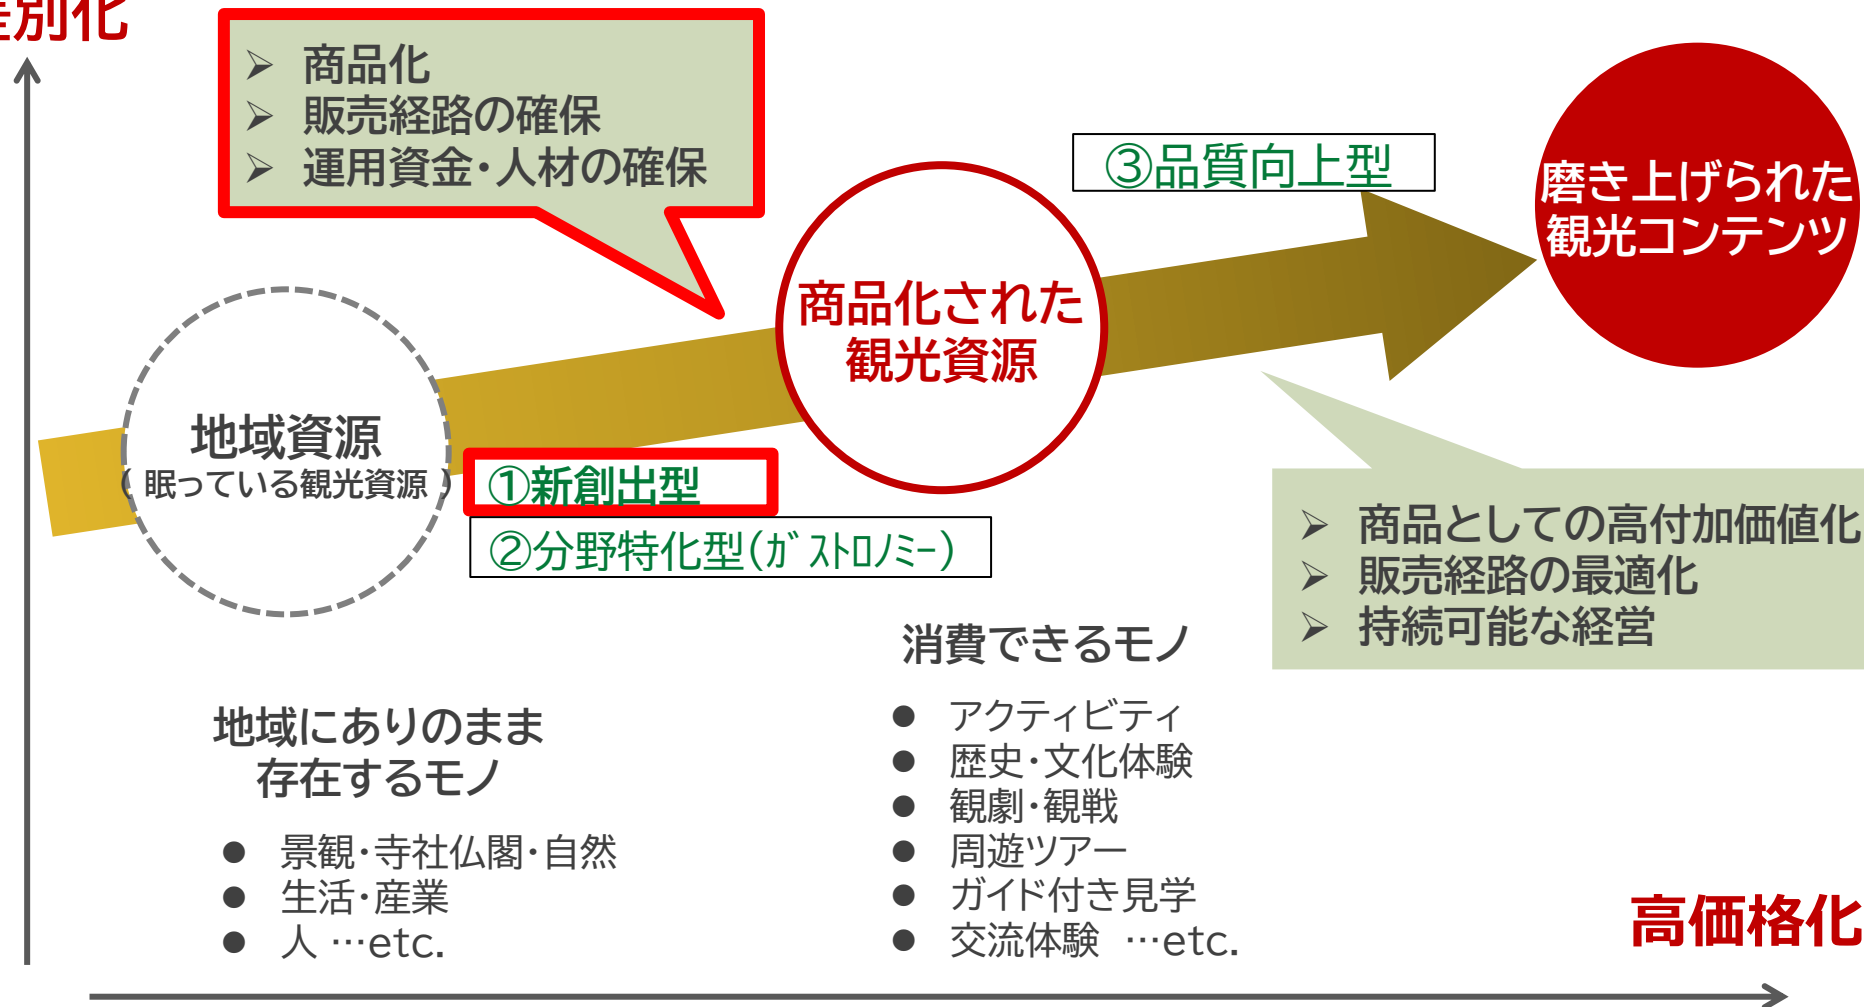 差別化
➢ 商品化
➢ 販売経路の確保
➢ 運用資金・人材の確保
③品質向上型
磨き上げられた
観光コンテンツ
商品化された
観光資源
地域資源
（ 眠っている観光資源 ）
①新創出型
②分野特化型(ｶﾞｽﾄﾛﾉﾐｰ)
➢ 商品としての高付加価値化
➢ 販売経路の最適化
➢ 持続可能な経営
地域にありのまま
存在するモノ
● 景観・寺社仏閣・自然
● 生活・産業
● 人 …etc.
消費できるモノ
● アクティビティ
● 歴史・文化体験
● 観劇・観戦
● 周遊ツアー
● ガイド付き見学
● 交流体験 …etc.
高価格化